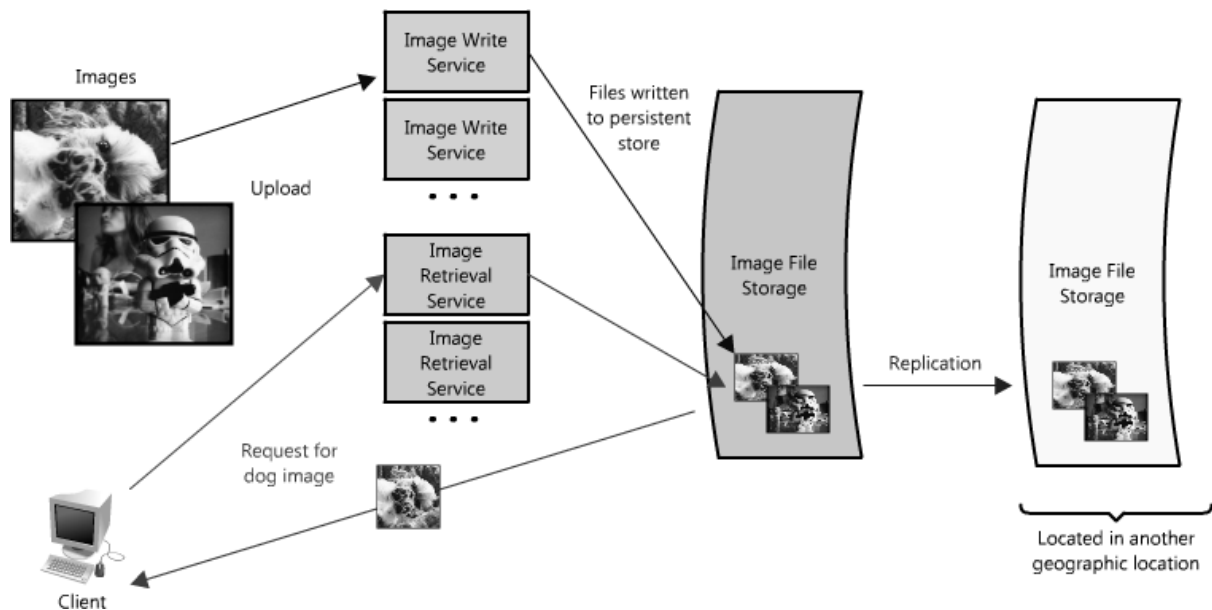 Images
Upload
Image Write
Service
Image Write
Service
. . .
Image
Retrieval
Service
Image
Retrieval
Service
. . .
Request for
dog image
Client
Files written
to persistent
store
Image File
Storage
Replication
Image File
Storage
Located in another
geographic location